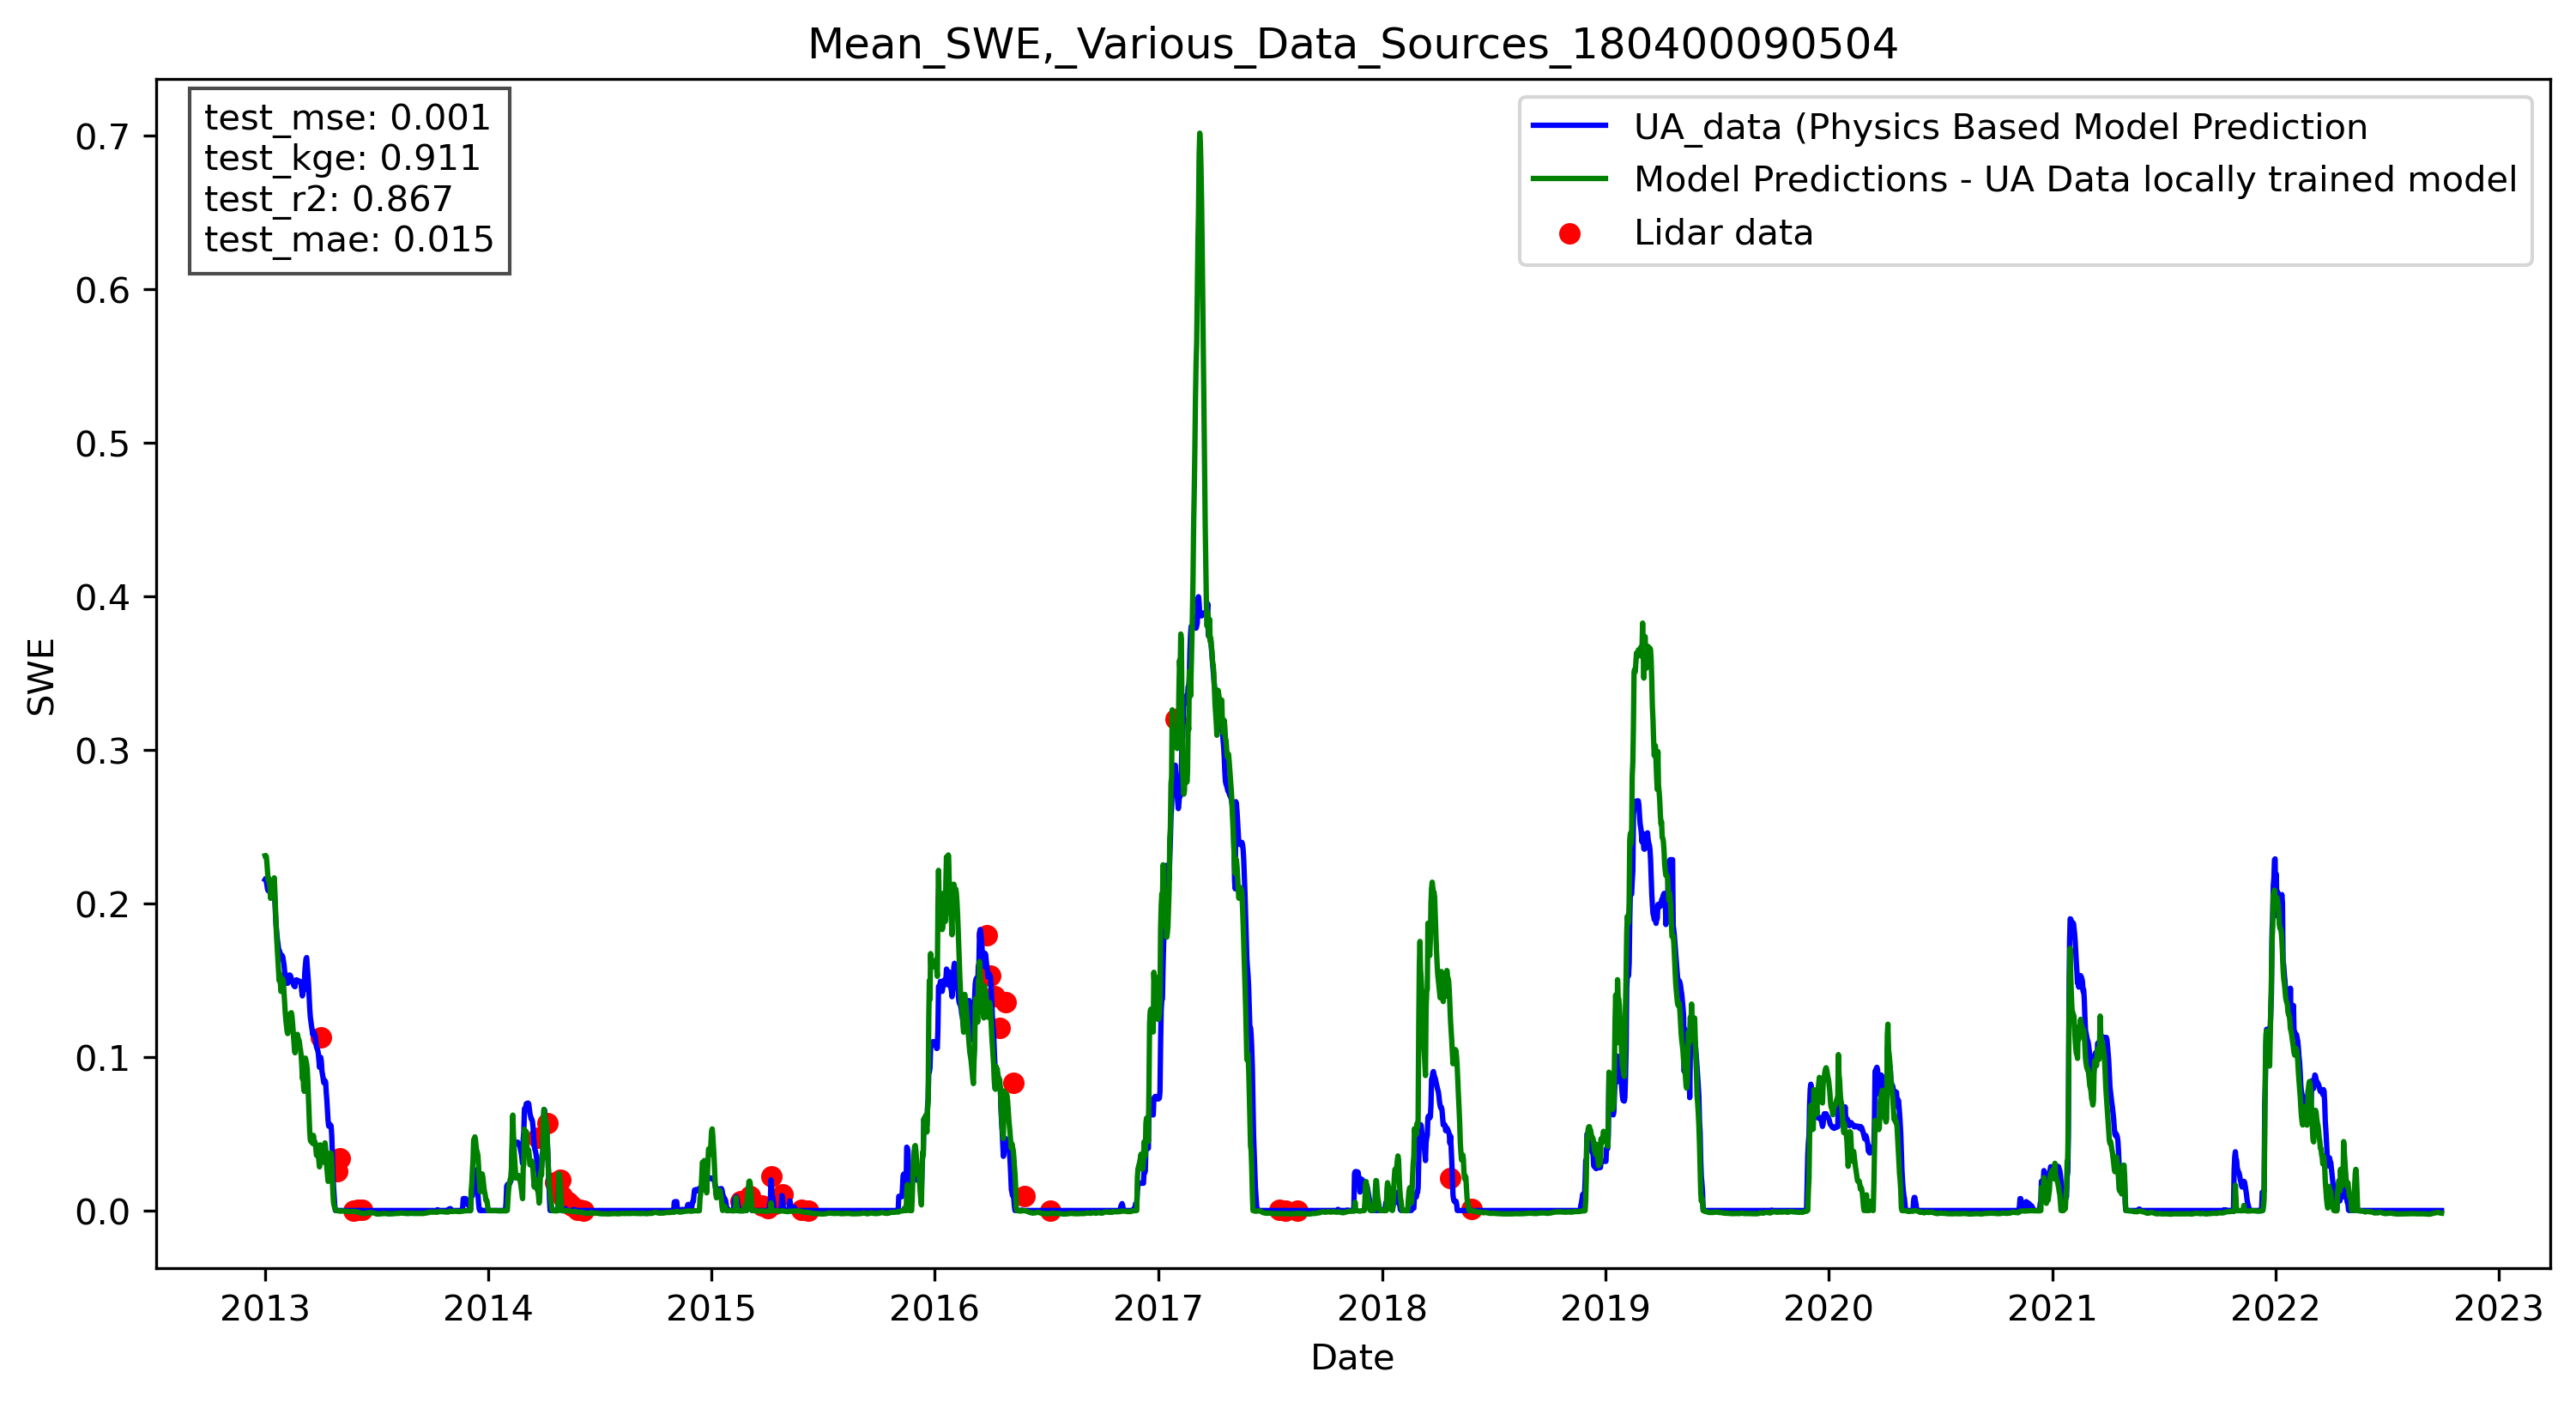 Mean_SWE,_Various_Data_Sources_180400090504
test_mse: 0.001
test_kge: 0.911
test_r2: 0.867
test_mae: 0.015
UA_data (Physics Based Model Prediction
Model Predictions - UA Data locally trained model
Lidar data
0.7
0.6
0.5
0.4
0.3
0.2
0.1
0.0
SWE
2013 2014 2015 2016 2017 2018 2019 2020 2021 2022 2023
Date